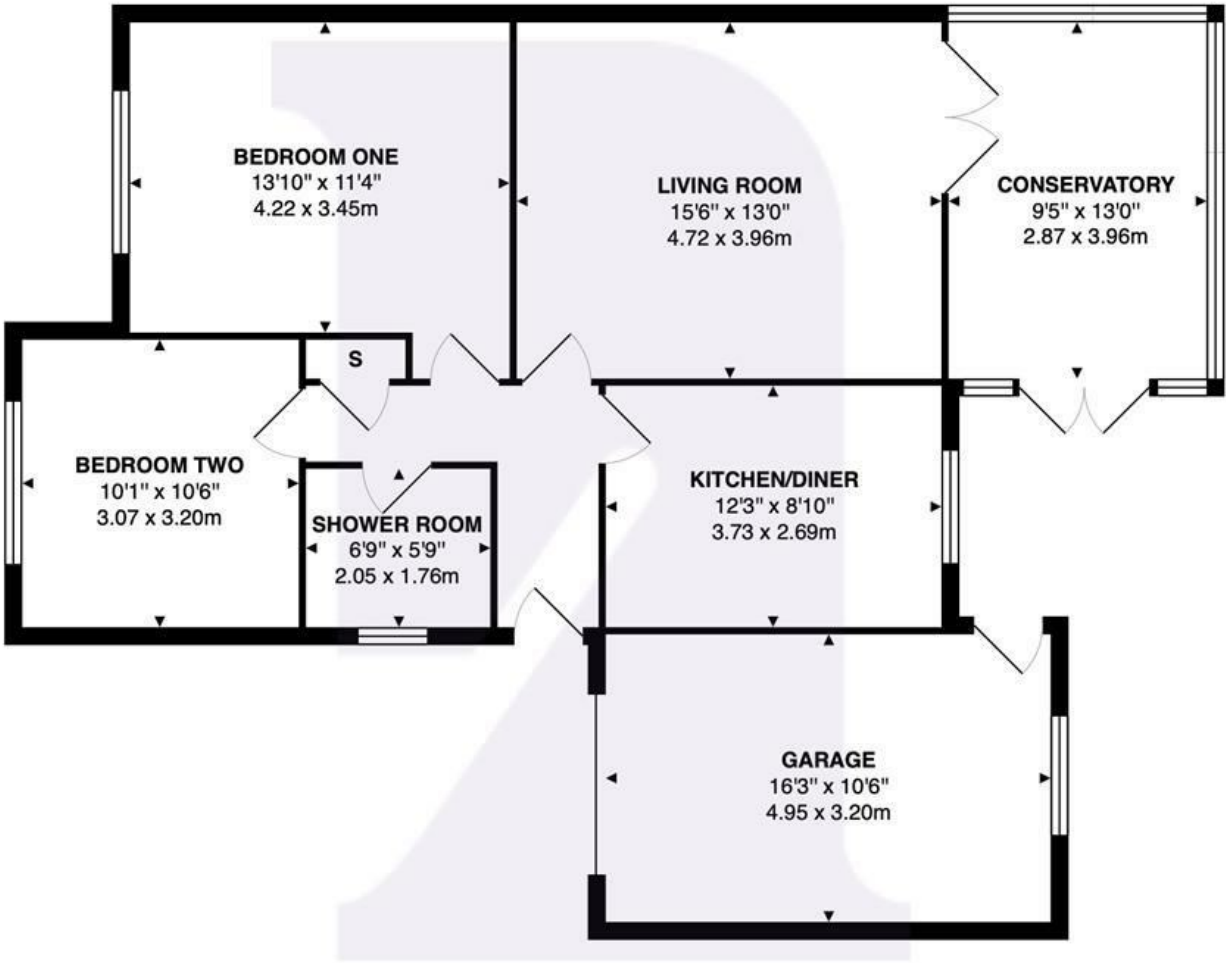 BEDROOM ONE
13'10" x 11'4"
4.22 x 3.45m
LIVING ROOM
15'6" x 13'0"
4.72 x 3.96m
CONSERVATORY
9'5" x 13'0"
2.87 x 3.96m
S
BEDROOM TWO
10'1" x 10'6"
3.07 x 3.20m
SHOWER ROOM
6'9" x 5'9"
2.05 x 1.76m
KITCHEN/DINER
12'3" x 8'10"
3.73 x 2.69m
GARAGE
16'3" x 10'6"
4.95 x 3.20m